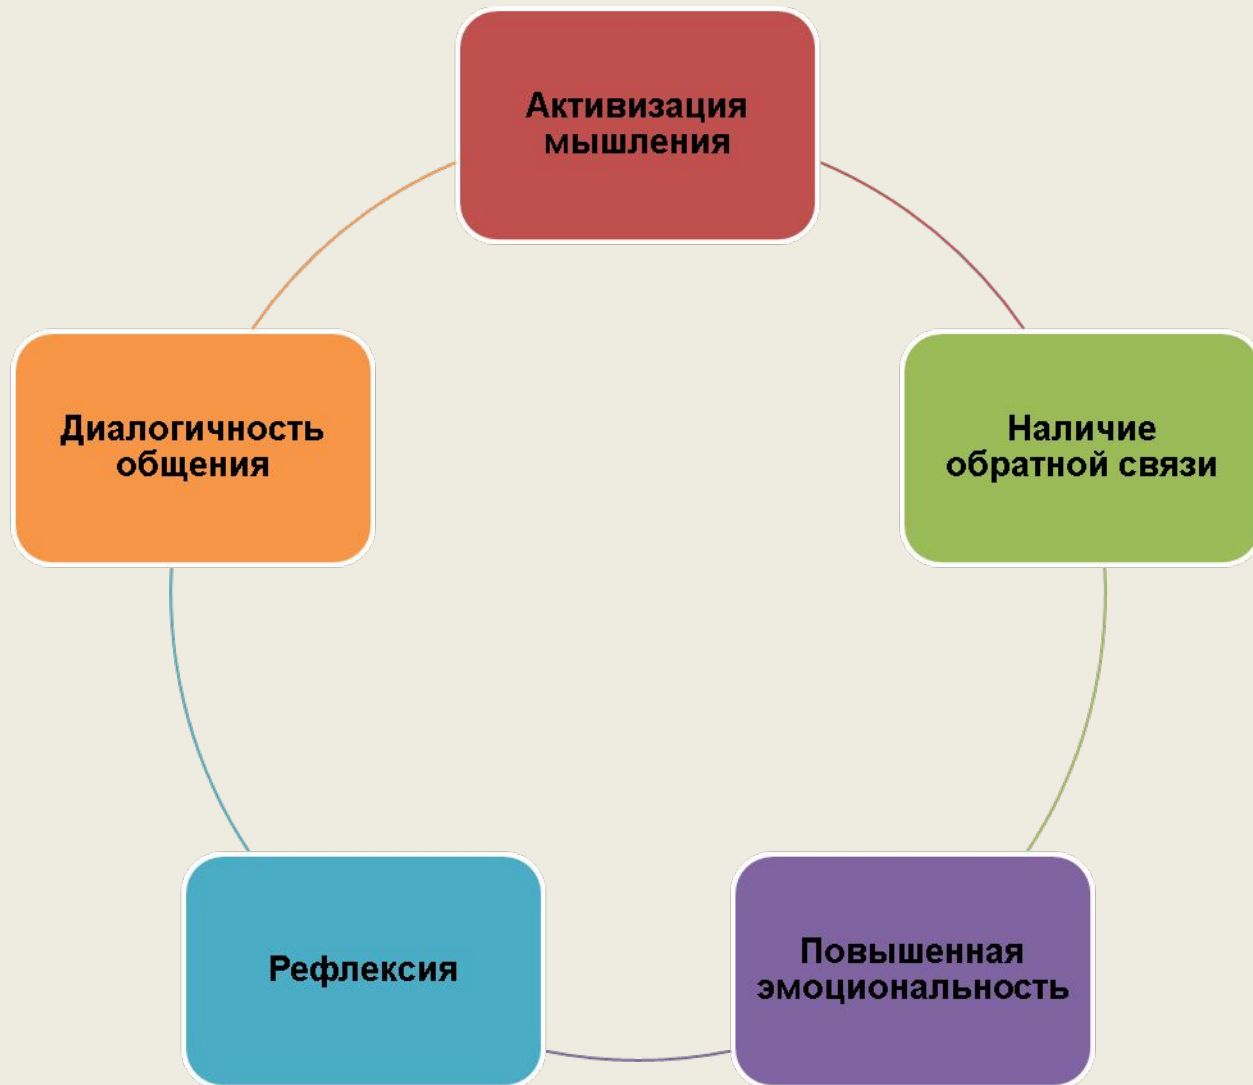 Активизация
мышления
Наличие
обратной связи
Повышенная
эмоциональность
Рефлексия
Диалогичность
общения